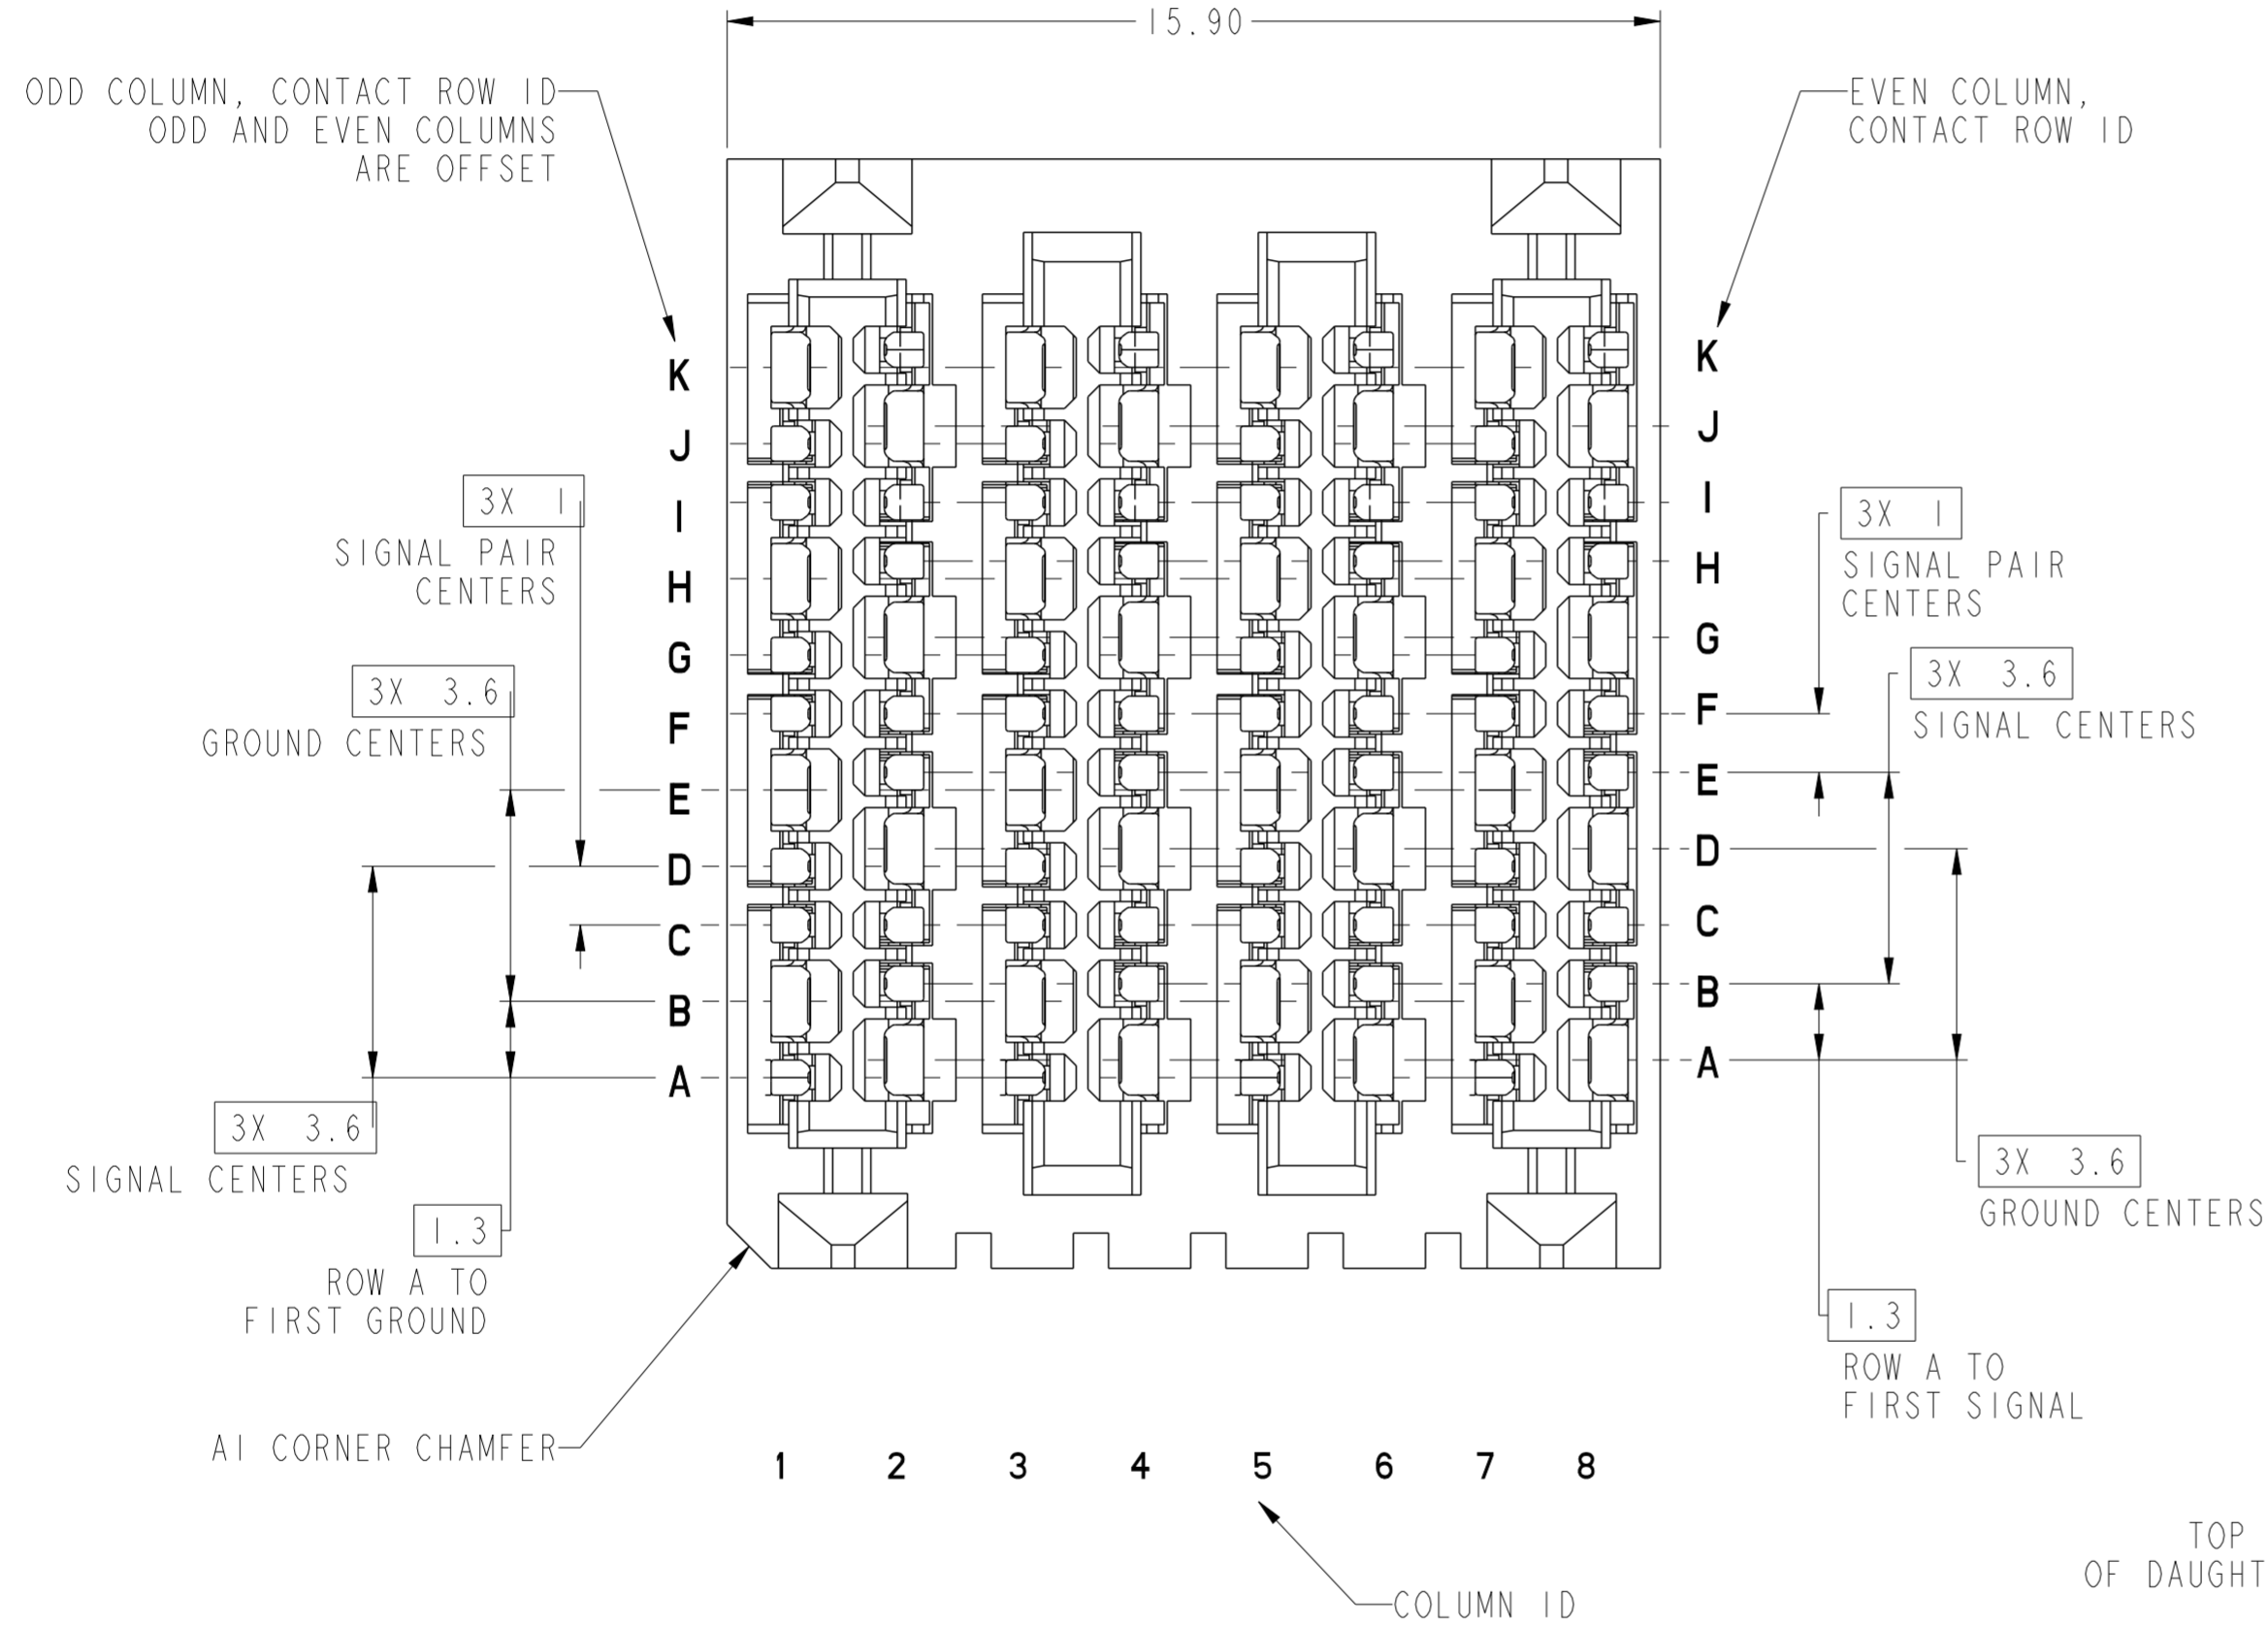 15.90
ODD COLUMN, CONTACT ROW ID
ODD AND EVEN COLUMNS
ARE OFFSET
EVEN COLUMN,
CONTACT ROW ID
K
J
I
H
G
F
E
D
C
B
A
K
J
I
H
G
F
E
D
C
B
A
3X 1
SIGNAL PAIR
CENTERS
3X 3.6
GROUND CENTERS
3X 3.6
SIGNAL CENTERS
1.3
ROW A TO
FIRST GROUND
A1 CORNER CHAMFER
3X 1
SIGNAL PAIR
CENTERS
3X 3.6
SIGNAL CENTERS
3X 3.6
GROUND CENTERS
1.3
ROW A TO
FIRST SIGNAL
1 2 3 4 5 6 7 8
COLUMN ID
TOP
OF DAUGHT